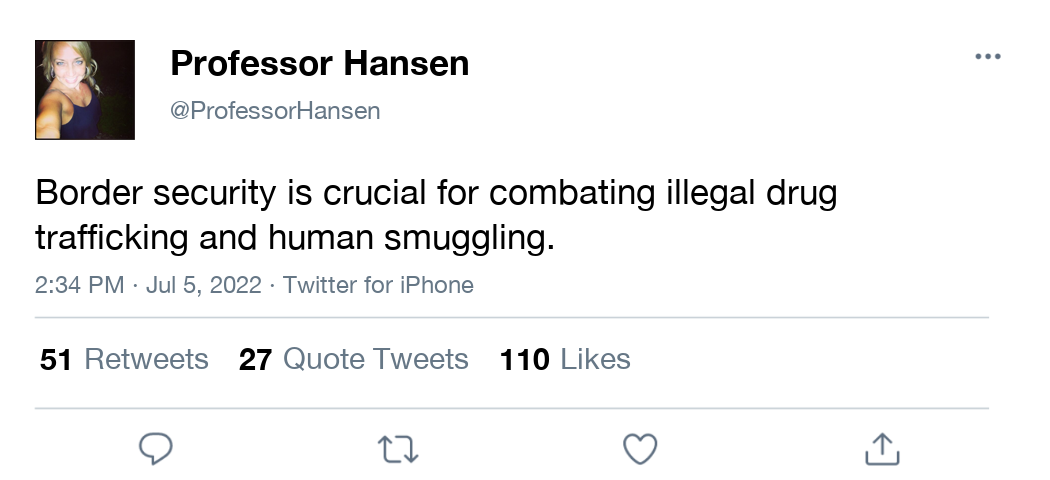 Professor Hansen
@ProfessorHansen
Border security is crucial for combating illegal drug
trafficking and human smuggling.
2:34 PM · Jul 5, 2022 · Twitter for iPhone
51 Retweets 27 Quote Tweets 110 Likes